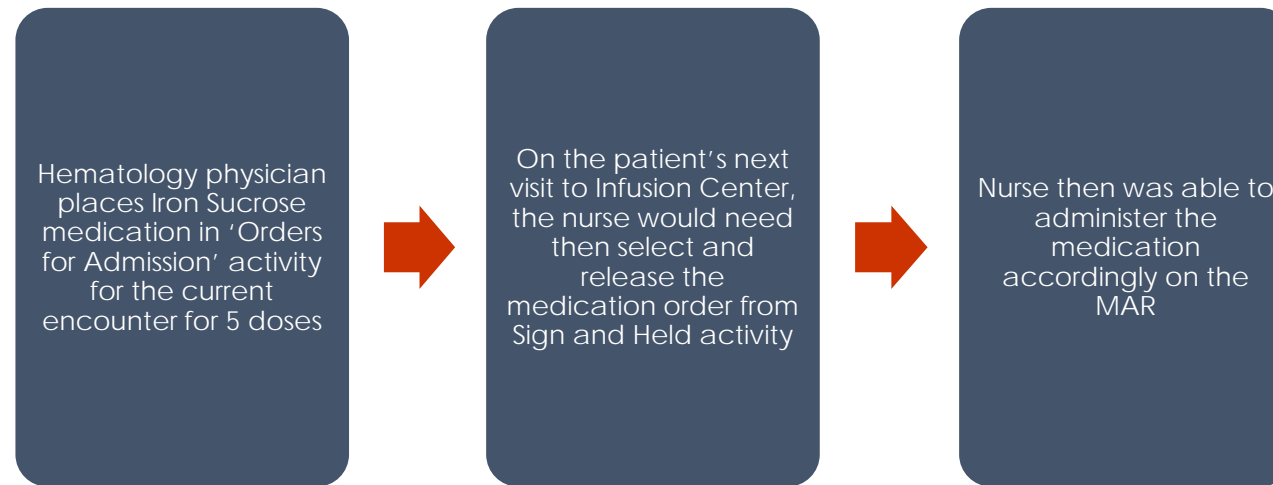 Hematology physician
places Iron Sucrose
medication in ‘Orders
for Admission’ activity
for the current
encounter for 5 doses
On the patient’s next
visit to Infusion Center,
the nurse would need
then select and
release the
medication order from
Sign and Held activity
Nurse then was able to
administer the
medication
accordingly on the
MAR